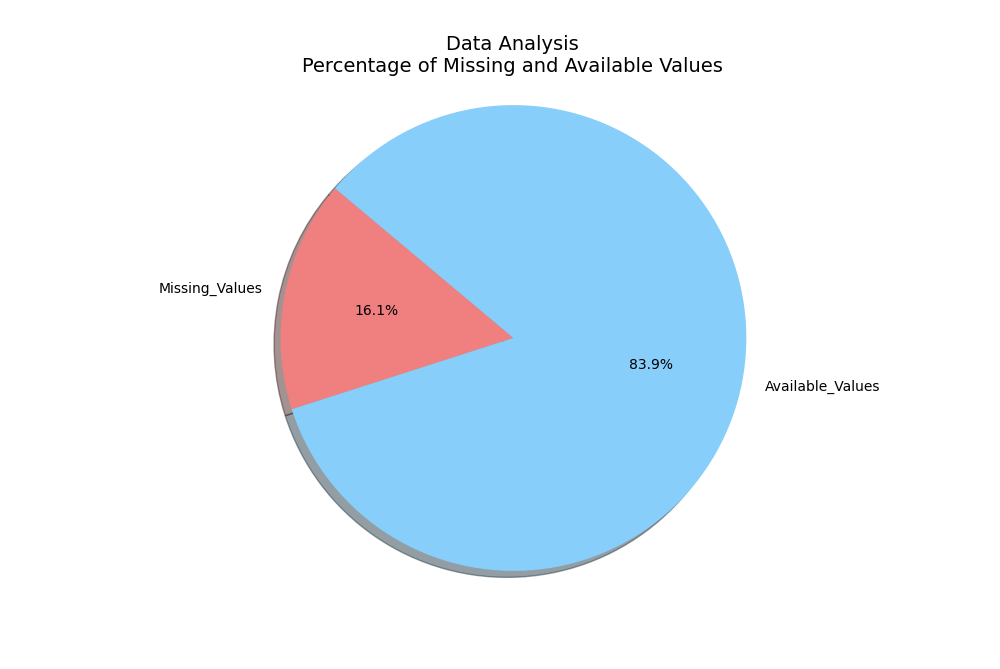 Data Analysis
Percentage of Missing and Available Values
Missing_Values
16.1%
83.9%
Available_Values